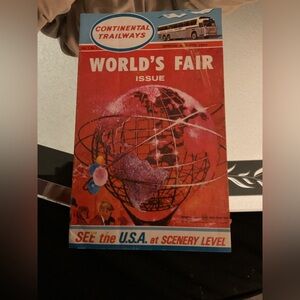 CONTINENTAL
TRAILWAYS
WORLD'S FAIR
ISSUE
SEE the U.S.A. at SCENERY LEVEL